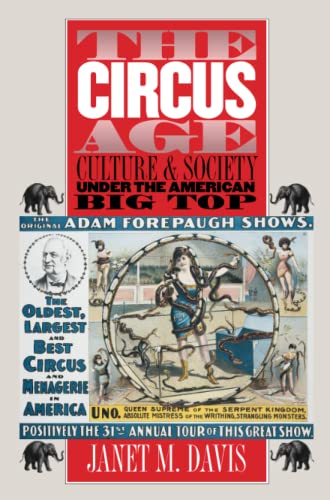 THE
CIRCUS
AGE
CULTURE & SOCIETY
UNDER THE AMERICAN
BIG TOP
THE ORIGINAL ADAM FOREPAUGH SHOWS.
THE
OLDEST,
LARGEST
AND
BEST
CIRCUS
AND
MENAGERIE
IN
AMERICA
UNO. QUEEN SUPREME OF THE SERPENT KINGDOM,
ABSOLUTE MISTRESS OF THE WRITHING, STRANGLING MONSTERS.
POSITIVELY THE 31ST ANNUAL TOUR OF THIS GREAT SHOW.
JANET M. DAVIS